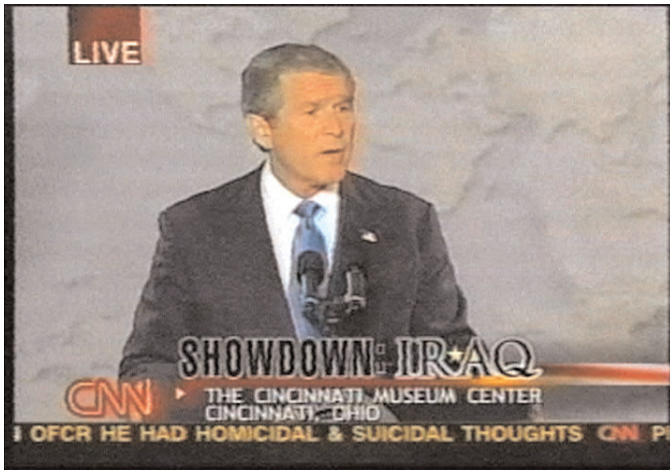 LIVE
SHOWDOWN: IRAQ
CNN
THE CINCINNATI MUSEUM CENTER
CINCINNATI, OHIO
OFCR HE HAD HOMICIDAL & SUICIDAL THOUGHTS CNN